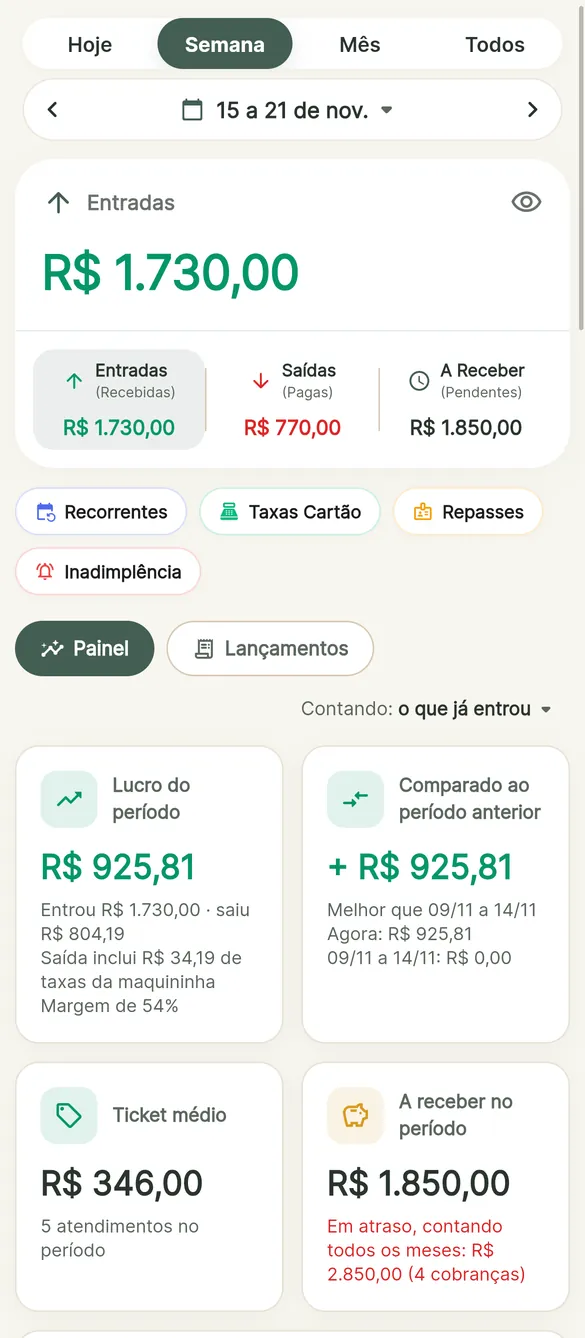 Hoje Semana Mês Todos
15 a 21 de nov.
Entradas
R$ 1.730,00
Entradas
(Recebidas)
R$ 1.730,00
Saídas
(Pagas)
R$ 770,00
A Receber
(Pendentes)
R$ 1.850,00
Recorrentes
Taxas Cartão
Repasses
Inadimplência
Painel
Lançamentos
Contando: o que já entrou
Lucro do
período
R$ 925,81
Entrou R$ 1.730,00 · saiu
R$ 804,19
Saída inclui R$ 34,19 de
taxas da maquininha
Margem de 54%
Comparado ao
período anterior
+ R$ 925,81
Melhor que 09/11 a 14/11
Agora: R$ 925,81
09/11 a 14/11: R$ 0,00
Ticket médio
R$ 346,00
5 atendimentos no
período
A receber no
período
R$ 1.850,00
Em atraso, contando
todos os meses: R$
2.850,00 (4 cobranças)